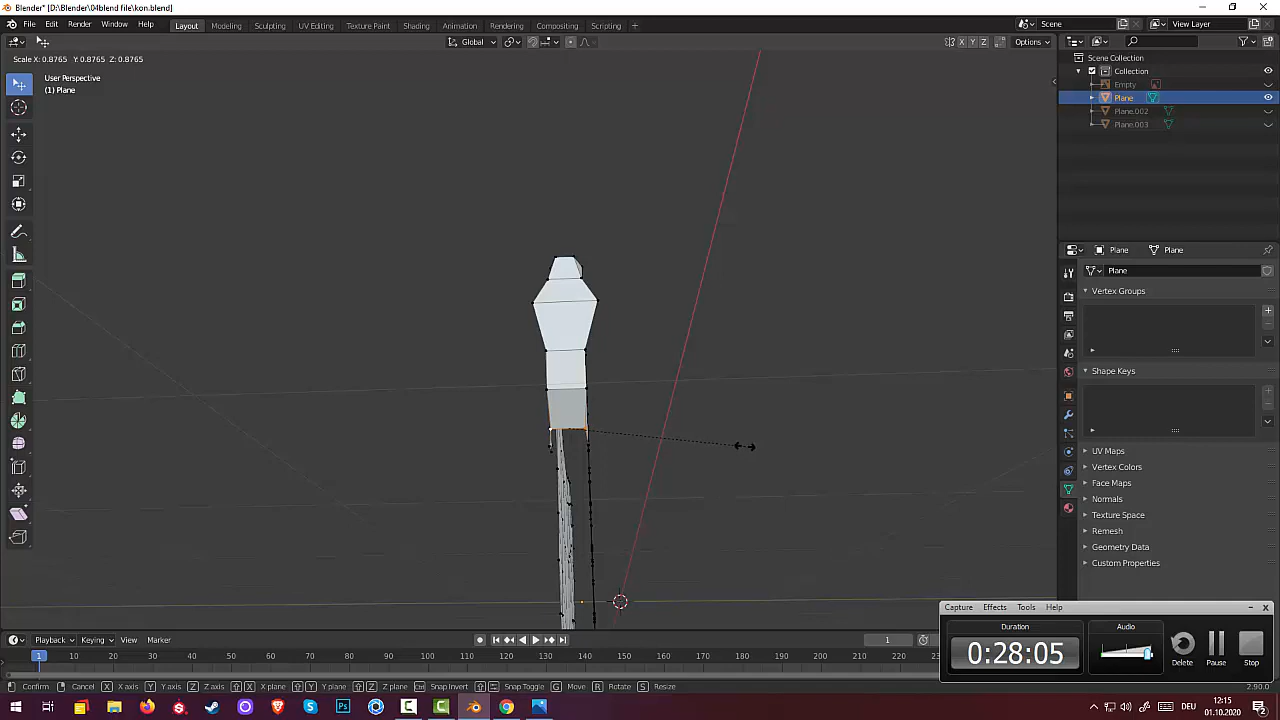 Blender* [D:\Blender\04blend file\kon.blend]
File Edit Render Window Help Layout Modeling Sculpting UV Editing Texture Paint Shading Animation Rendering Compositing Scripting + Scene View Layer
Global X Y Z Options
Scale X: 0.8765 Y: 0.8765 Z: 0.8765
User Perspective
(1) Plane
Scene Collection
Collection
Empty
Plane
Plane.002
Plane.003
Plane Plane
Plane
Vertex Groups
Shape Keys
UV Maps
Vertex Colors
Face Maps
Normals
Texture Space
Remesh
Geometry Data
Custom Properties
Capture Effects Tools Help
Duration Audio
0:28:05
Delete Pause Stop
Playback Keying View Marker 1
1 10 20 30 40 50 60 70 80 90 100 110 120 130 140 150 160 170 180 190 200 210 220
Confirm Cancel X X axis Y Y axis Z Z axis X X plane Y Y plane Z Z plane Snap Invert Snap Toggle G Move R Rotate S Resize 2.90.0
DEU 12:15
01.10.2020 2